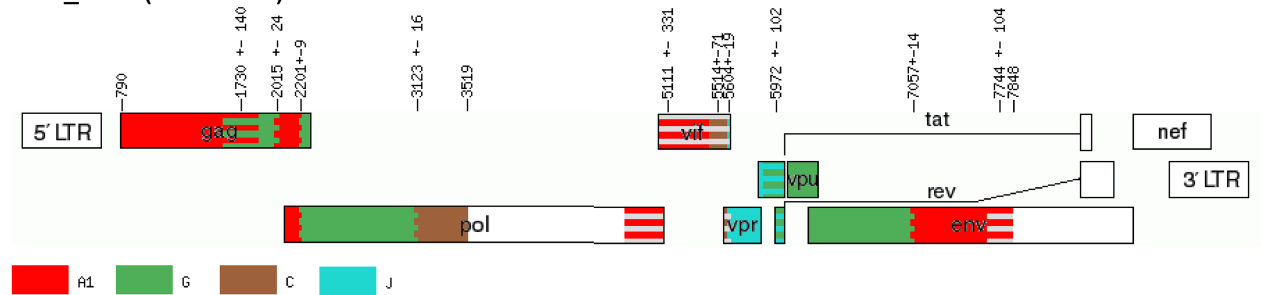 790
1730 +- 140
2015 +- 24
2201+-9
3123 +- 16
3519
5111 +- 331
5514+-71
5604+-19
5972 +- 102
7057+-14
7744 +- 104
7848
5´ LTR
gag
vif
tat
nef
vpu
3´ LTR
rev
pol
vpr
env
A1
G
C
J